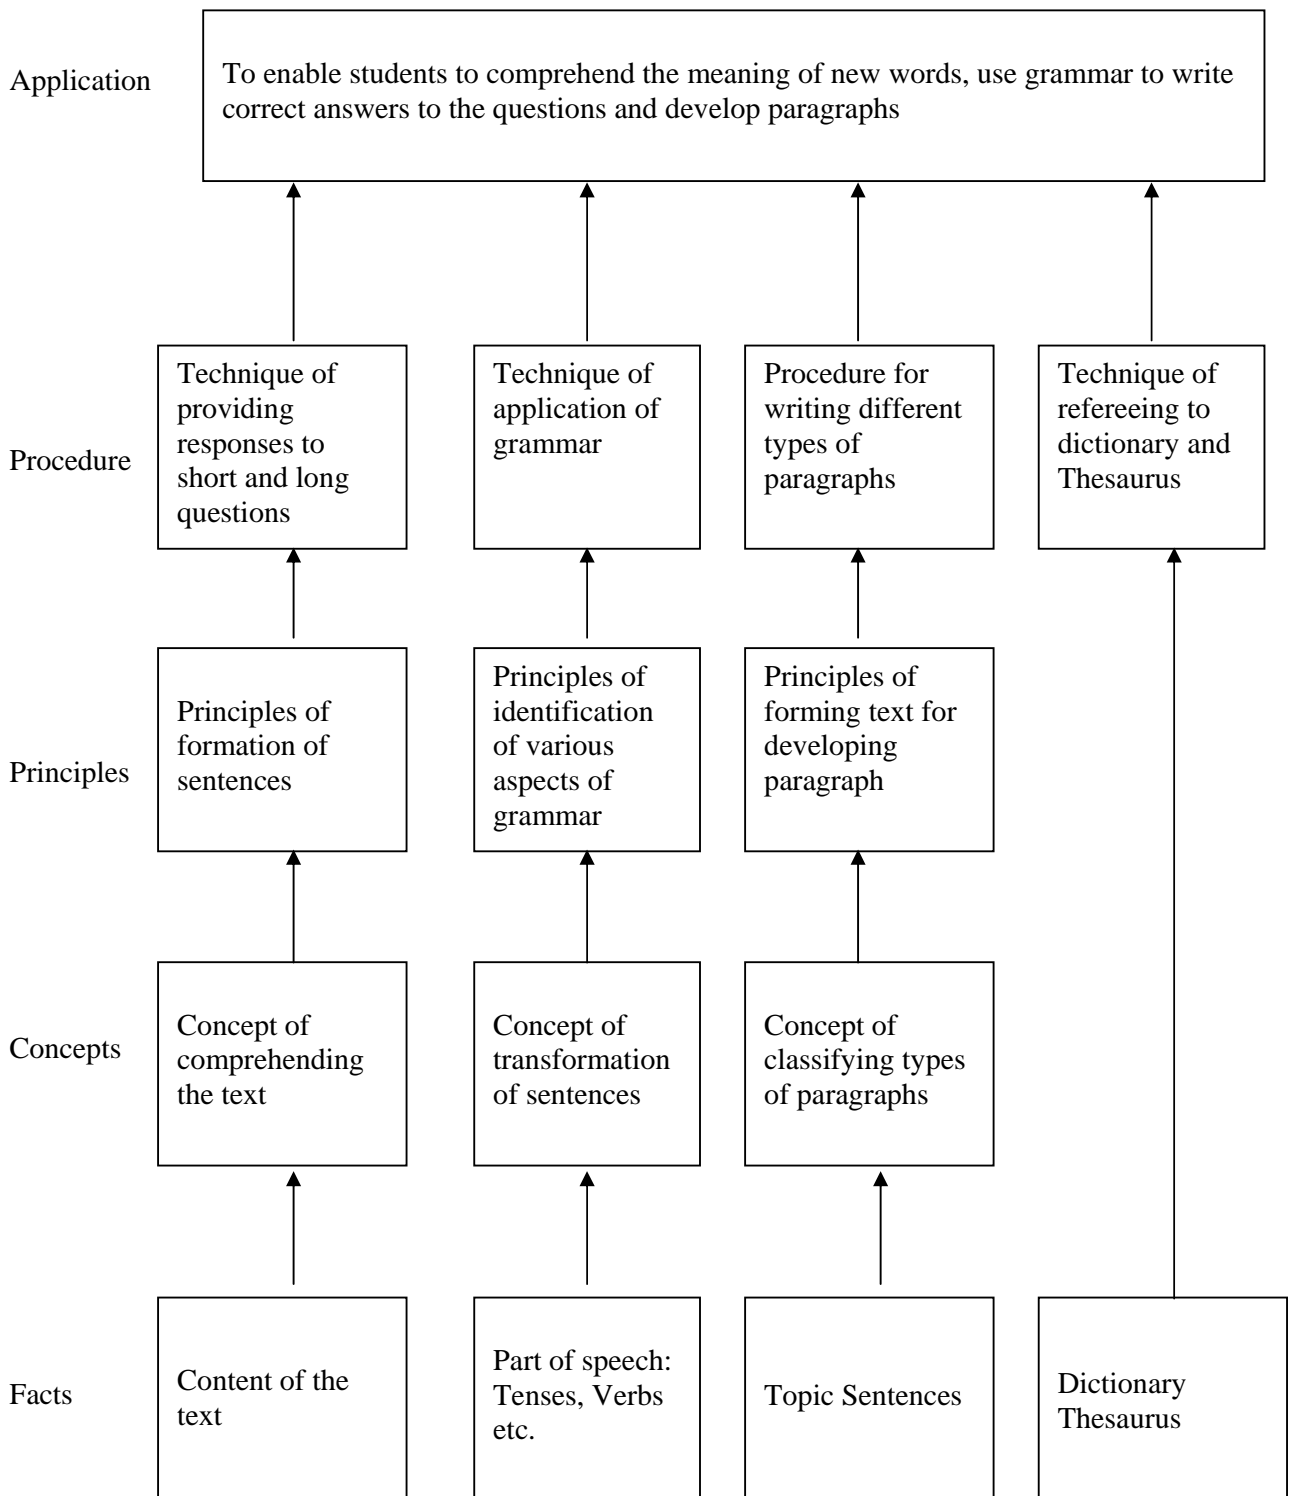 Application
To enable students to comprehend the meaning of new words, use grammar to write
correct answers to the questions and develop paragraphs
Procedure
Technique of
providing
responses to
short and long
questions
Technique of
application of
grammar
Procedure for
writing different
types of
paragraphs
Technique of
refereeing to
dictionary and
Thesaurus
Principles
Principles of
formation of
sentences
Principles of
identification
of various
aspects of
grammar
Principles of
forming text for
developing
paragraph
Concepts
Concept of
comprehending
the text
Concept of
transformation
of sentences
Concept of
classifying types
of paragraphs
Facts
Content of the
text
Part of speech:
Tenses, Verbs
etc.
Topic Sentences
Dictionary
Thesaurus